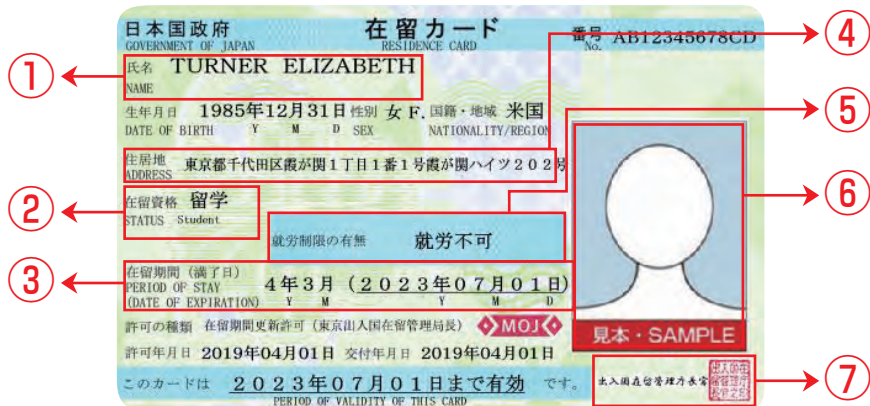 日本国政府 在留カード 番号 AB12345678CD
GOVERNMENT OF JAPAN RESIDENCE CARD No.
④
① 氏名 TURNER ELIZABETH
NAME
生年月日 1985年12月31日 性別 女 F. 国籍・地域 米国
DATE OF BIRTH Y M D SEX NATIONALITY/REGION
⑤
住居地 東京都千代田区霞が関1丁目1番1号霞が関ハイツ202号
ADDRESS
② 在留資格 留学
STATUS Student
⑥
就労制限の有無 就労不可
③ 在留期間(満了日) 4年3月(2023年07月01日)
PERIOD OF STAY
(DATE OF EXPIRATION) Y M Y M D
許可の種類 在留期間更新許可(東京出入国在留管理局長) MOJ
見本・SAMPLE
許可年月日 2019年04月01日 交付年月日 2019年04月01日
このカードは 2023年07月01日まで有効 です。
PERIOD OF VALIDITY OF THIS CARD
出入国在留管理庁長官
⑦